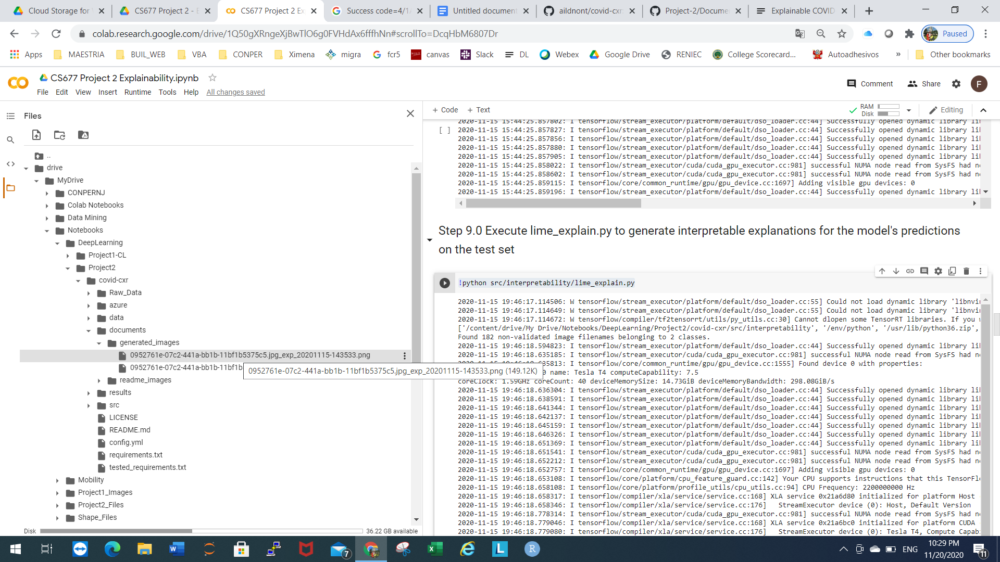 Cloud Storage for
CS677 Project 2 - E
CS677 Project 2 Ex
Success code=4/1A
Untitled document
aildnont/covid-cxr
Project-2/Docume
Explainable COVID
colab.research.google.com/drive/1Q50gXRngeXjBwTlO6g0FVHdAx6fffhNn#scrollTo=DcqHbM6807Dr
Paused
Apps
MAESTRIA
BUIL_WEB
VBA
CONPER
Ximena
migra
fcr5
canvas
Slack
DL
Webex
Google Drive
RENIEC
College Scorecard...
Autoadhesivos
»
Other bookmarks
CS677 Project 2 Explainability.ipynb
File Edit View Insert Runtime Tools Help All changes saved
Comment
Share
F
Files
+ Code + Text
RAM
Disk
Editing
..
drive
MyDrive
CONPERNJ
Colab Notebooks
Data Mining
Notebooks
DeepLearning
Project1-CL
Project2
covid-cxr
Raw_Data
azure
data
documents
generated_images
0952761e-07c2-441a-bb1b-11bf1b5375c5.jpg_exp_20201115-143533.png
0952761e-07c2-441a-bb1b-11bf1b
0952761e-07c2-441a-bb1b-11bf1b5375c5.jpg_exp_20201115-143533.png (149.12K)
readme_images
results
src
LICENSE
README.md
config.yml
requirements.txt
tested_requirements.txt
Mobility
Project1_Images
Project2_Files
Shape_Files
Disk
36.22 GB available
2020-11-15 15:44:25.857802: I tensorflow/stream_executor/platform/default/dso_loader.cc:44] Successfully opened dynamic library li
[ ] 2020-11-15 15:44:25.857827: I tensorflow/stream_executor/platform/default/dso_loader.cc:44] Successfully opened dynamic library li
2020-11-15 15:44:25.857856: I tensorflow/stream_executor/platform/default/dso_loader.cc:44] Successfully opened dynamic library li
2020-11-15 15:44:25.857880: I tensorflow/stream_executor/platform/default/dso_loader.cc:44] Successfully opened dynamic library li
2020-11-15 15:44:25.857905: I tensorflow/stream_executor/platform/default/dso_loader.cc:44] Successfully opened dynamic library li
2020-11-15 15:44:25.858022: I tensorflow/stream_executor/cuda/cuda_gpu_executor.cc:981] successful NUMA node read from SysFS had n
2020-11-15 15:44:25.858602: I tensorflow/stream_executor/cuda/cuda_gpu_executor.cc:981] successful NUMA node read from SysFS had n
2020-11-15 15:44:25.859115: I tensorflow/core/common_runtime/gpu/gpu_device.cc:1697] Adding visible gpu devices: 0
2020-11-15 15:44:25.859196: I tensorflow/stream_executor/platform/default/dso_loader.cc:44] Successfully opened dynamic library li
Step 9.0 Execute lime_explain.py to generate interpretable explanations for the model's predictions
on the test set
!python src/interpretability/lime_explain.py
2020-11-15 19:46:17.114506: W tensorflow/stream_executor/platform/default/dso_loader.cc:55] Could not load dynamic library 'libnvi
2020-11-15 19:46:17.114649: W tensorflow/stream_executor/platform/default/dso_loader.cc:55] Could not load dynamic library 'libnvi
2020-11-15 19:46:17.114672: W tensorflow/compiler/tf2tensorrt/utils/py_utils.cc:30] Cannot dlopen some TensorRT libraries. If you w
['/content/drive/My Drive/Notebooks/DeepLearning/Project2/covid-cxr/src/interpretability', '/env/python', '/usr/lib/python36.zip',
Found 182 non-validated image filenames belonging to 2 classes.
2020-11-15 19:46:18.594823: I tensorflow/stream_executor/platform/default/dso_loader.cc:44] Successfully opened dynamic library li
2020-11-15 19:46:18.635185: I tensorflow/stream_executor/cuda/cuda_gpu_executor.cc:981] successful NUMA node read from SysFS had n
635813: I tensorflow/core/common_runtime/gpu/gpu_device.cc:1555] Found device 0 with properties:
0 name: Tesla T4 computeCapability: 7.5
coreClock: 1.59GHz coreCount: 40 deviceMemorySize: 14.73GiB deviceMemoryBandwidth: 298.08GiB/s
2020-11-15 19:46:18.636304: I tensorflow/stream_executor/platform/default/dso_loader.cc:44] Successfully opened dynamic library li
2020-11-15 19:46:18.638591: I tensorflow/stream_executor/platform/default/dso_loader.cc:44] Successfully opened dynamic library li
2020-11-15 19:46:18.641344: I tensorflow/stream_executor/platform/default/dso_loader.cc:44] Successfully opened dynamic library li
2020-11-15 19:46:18.642137: I tensorflow/stream_executor/platform/default/dso_loader.cc:44] Successfully opened dynamic library li
2020-11-15 19:46:18.645159: I tensorflow/stream_executor/platform/default/dso_loader.cc:44] Successfully opened dynamic library li
2020-11-15 19:46:18.646326: I tensorflow/stream_executor/platform/default/dso_loader.cc:44] Successfully opened dynamic library li
2020-11-15 19:46:18.651369: I tensorflow/stream_executor/platform/default/dso_loader.cc:44] Successfully opened dynamic library li
2020-11-15 19:46:18.651541: I tensorflow/stream_executor/cuda/cuda_gpu_executor.cc:981] successful NUMA node read from SysFS had n
2020-11-15 19:46:18.652212: I tensorflow/stream_executor/cuda/cuda_gpu_executor.cc:981] successful NUMA node read from SysFS had n
2020-11-15 19:46:18.652757: I tensorflow/core/common_runtime/gpu/gpu_device.cc:1697] Adding visible gpu devices: 0
2020-11-15 19:46:18.653108: I tensorflow/core/platform/cpu_feature_guard.cc:142] Your CPU supports instructions that this TensorFl
2020-11-15 19:46:18.658108: I tensorflow/core/platform/profile_utils/cpu_utils.cc:94] CPU Frequency: 2200000000 Hz
2020-11-15 19:46:18.658317: I tensorflow/compiler/xla/service/service.cc:168] XLA service 0x21a6d80 initialized for platform Host
2020-11-15 19:46:18.658346: I tensorflow/compiler/xla/service/service.cc:176] StreamExecutor device (0): Host, Default Version
2020-11-15 19:46:18.778314: I tensorflow/stream_executor/cuda/cuda_gpu_executor.cc:981] successful NUMA node read from SysFS had n
2020-11-15 19:46:18.779046: I tensorflow/compiler/xla/service/service.cc:168] XLA service 0x21a6bc0 initialized for platform CUDA
2020-11-15 19:46:18.779080: I tensorflow/compiler/xla/service/service.cc:176] StreamExecutor device (0): Tesla T4, Compute Capab
7
ENG
10:29 PM
11/20/2020
11